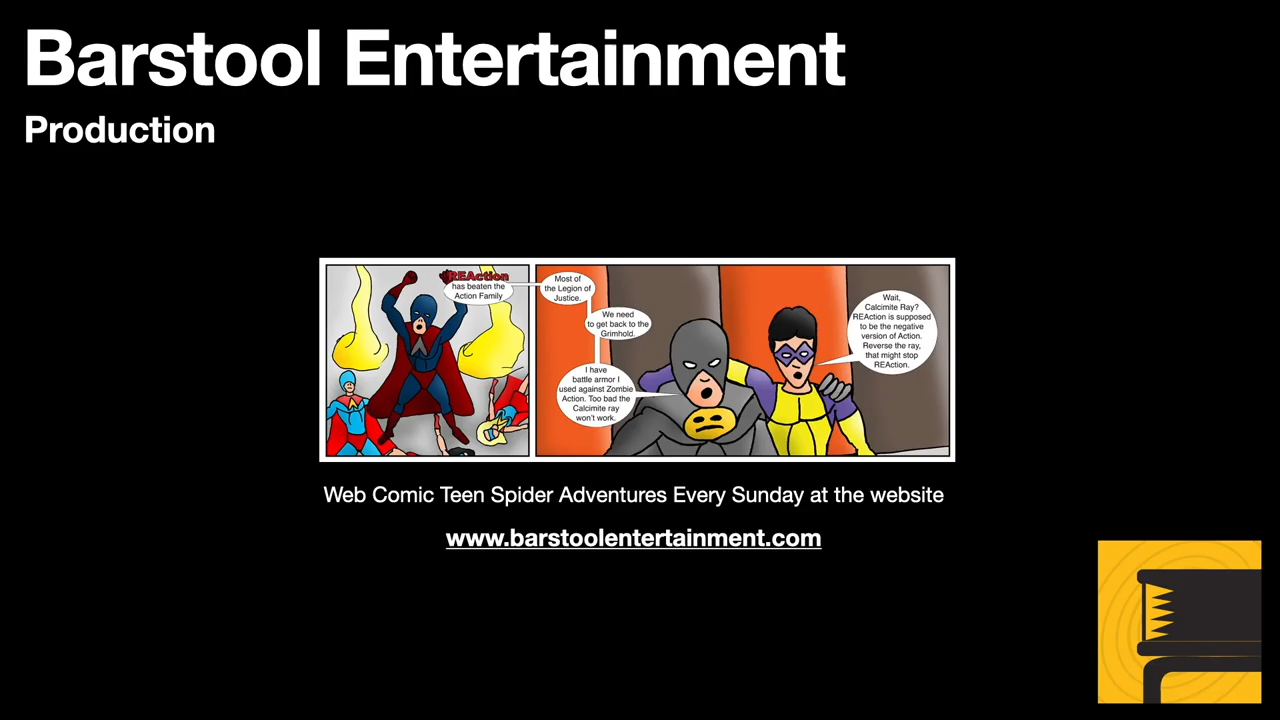 Barstool Entertainment
Production
REAction
has beaten the
Action Family
Most of
the Legion of
Justice.
We need
to get back to the
Grimhold.
I have
battle armor I
used against Zombie
Action. Too bad the
Calcimite ray
won't work.
Wait,
Calcimite Ray?
REAction is supposed
to be the negative
version of Action.
Reverse the ray,
that might stop
REAction.
Web Comic Teen Spider Adventures Every Sunday at the website
www.barstoolentertainment.com